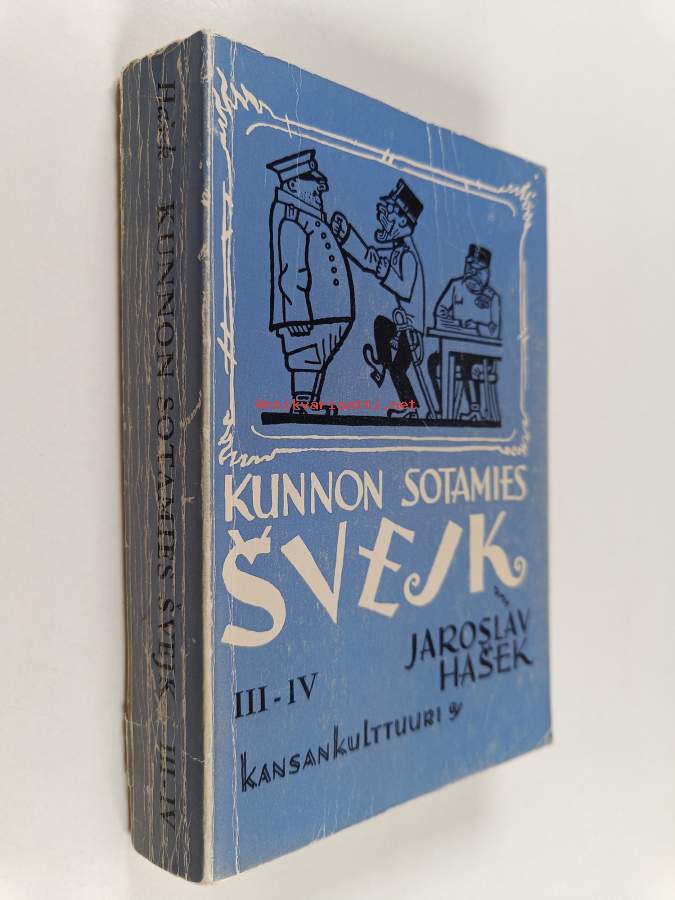 Hašek KUNNON SOTAMIES ŠVEJK III-IV
Antikvariaatti.net
KUNNON SOTAMIES
ŠVEJK
JAROSLAV
HAŠEK
III-IV
KANSANKULTTUURI oy